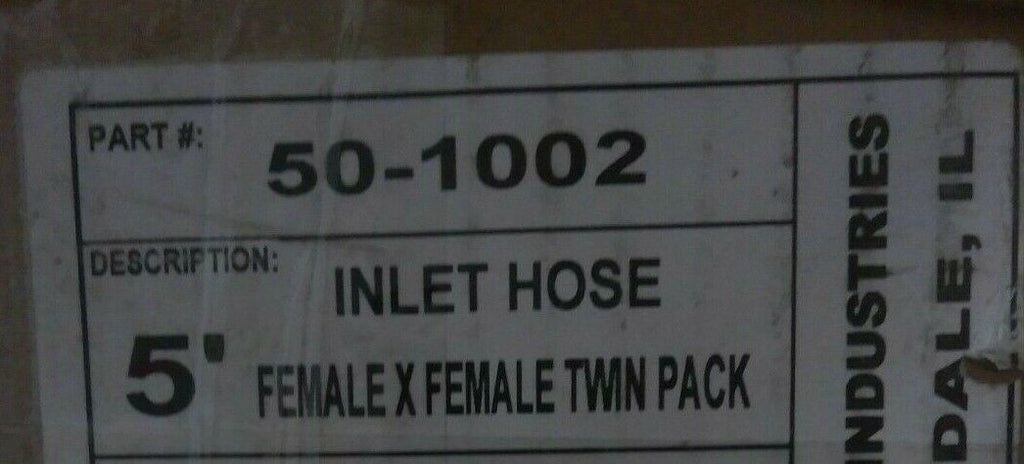 PART #:
50-1002
DESCRIPTION:
INLET HOSE
5' FEMALE X FEMALE TWIN PACK
INDUSTRIES
DALE, IL